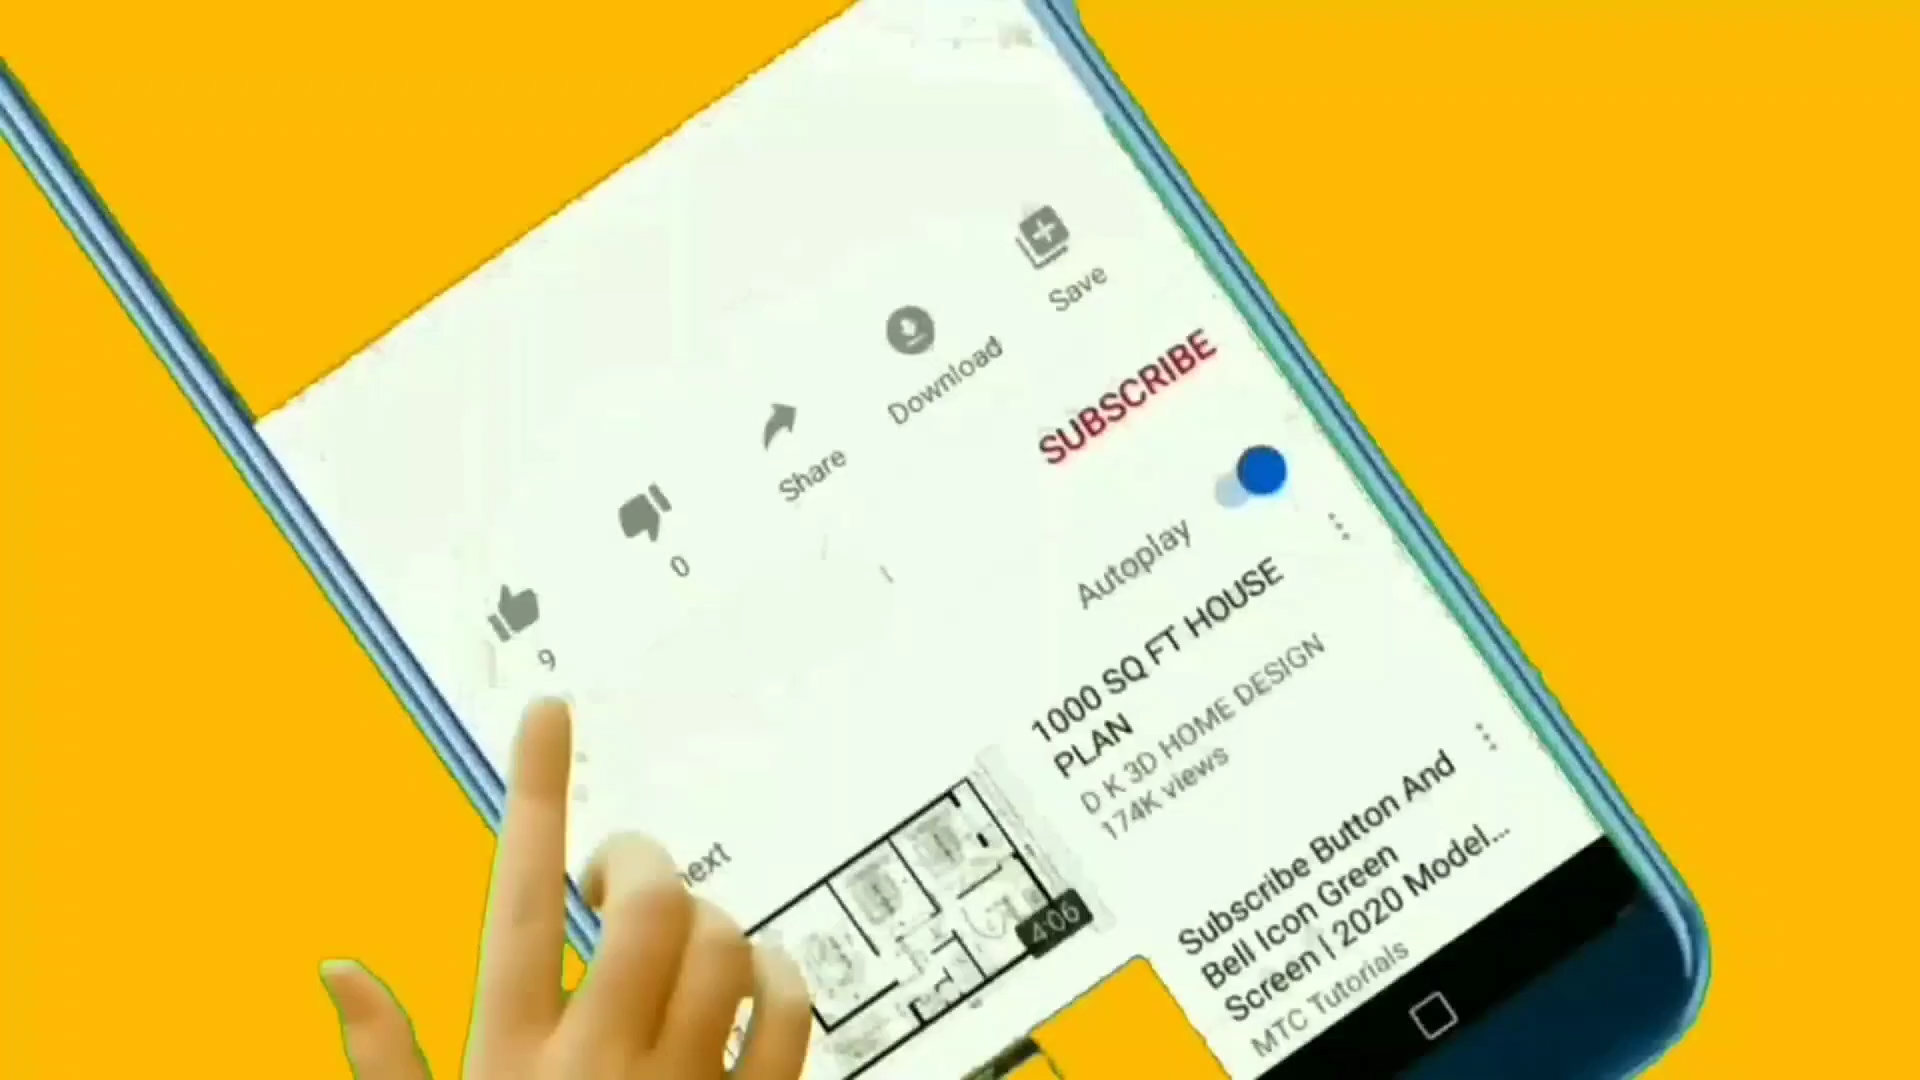 9
0
Share
Download
Save
SUBSCRIBE
Autoplay
1000 SQ FT HOUSE
PLAN
D K 3D HOME DESIGN
174K views
4:06
Subscribe Button And
Bell Icon Green
Screen | 2020 Model...
MTC Tutorials